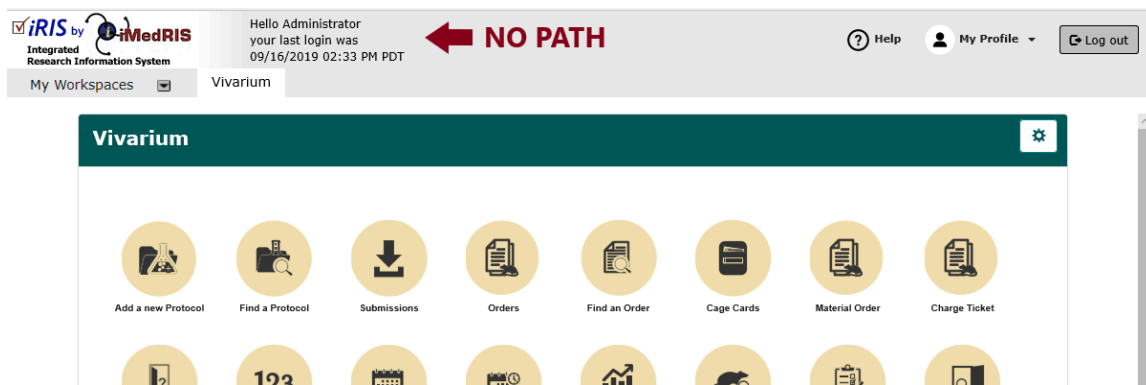 iRIS by iMedRIS
Integrated
Research Information System
Hello Administrator
your last login was
09/16/2019 02:33 PM PDT
NO PATH
? Help
My Profile
Log out
My Workspaces
Vivarium
Vivarium
Add a new Protocol
Find a Protocol
Submissions
Orders
Find an Order
Cage Cards
Material Order
Charge Ticket
?
123